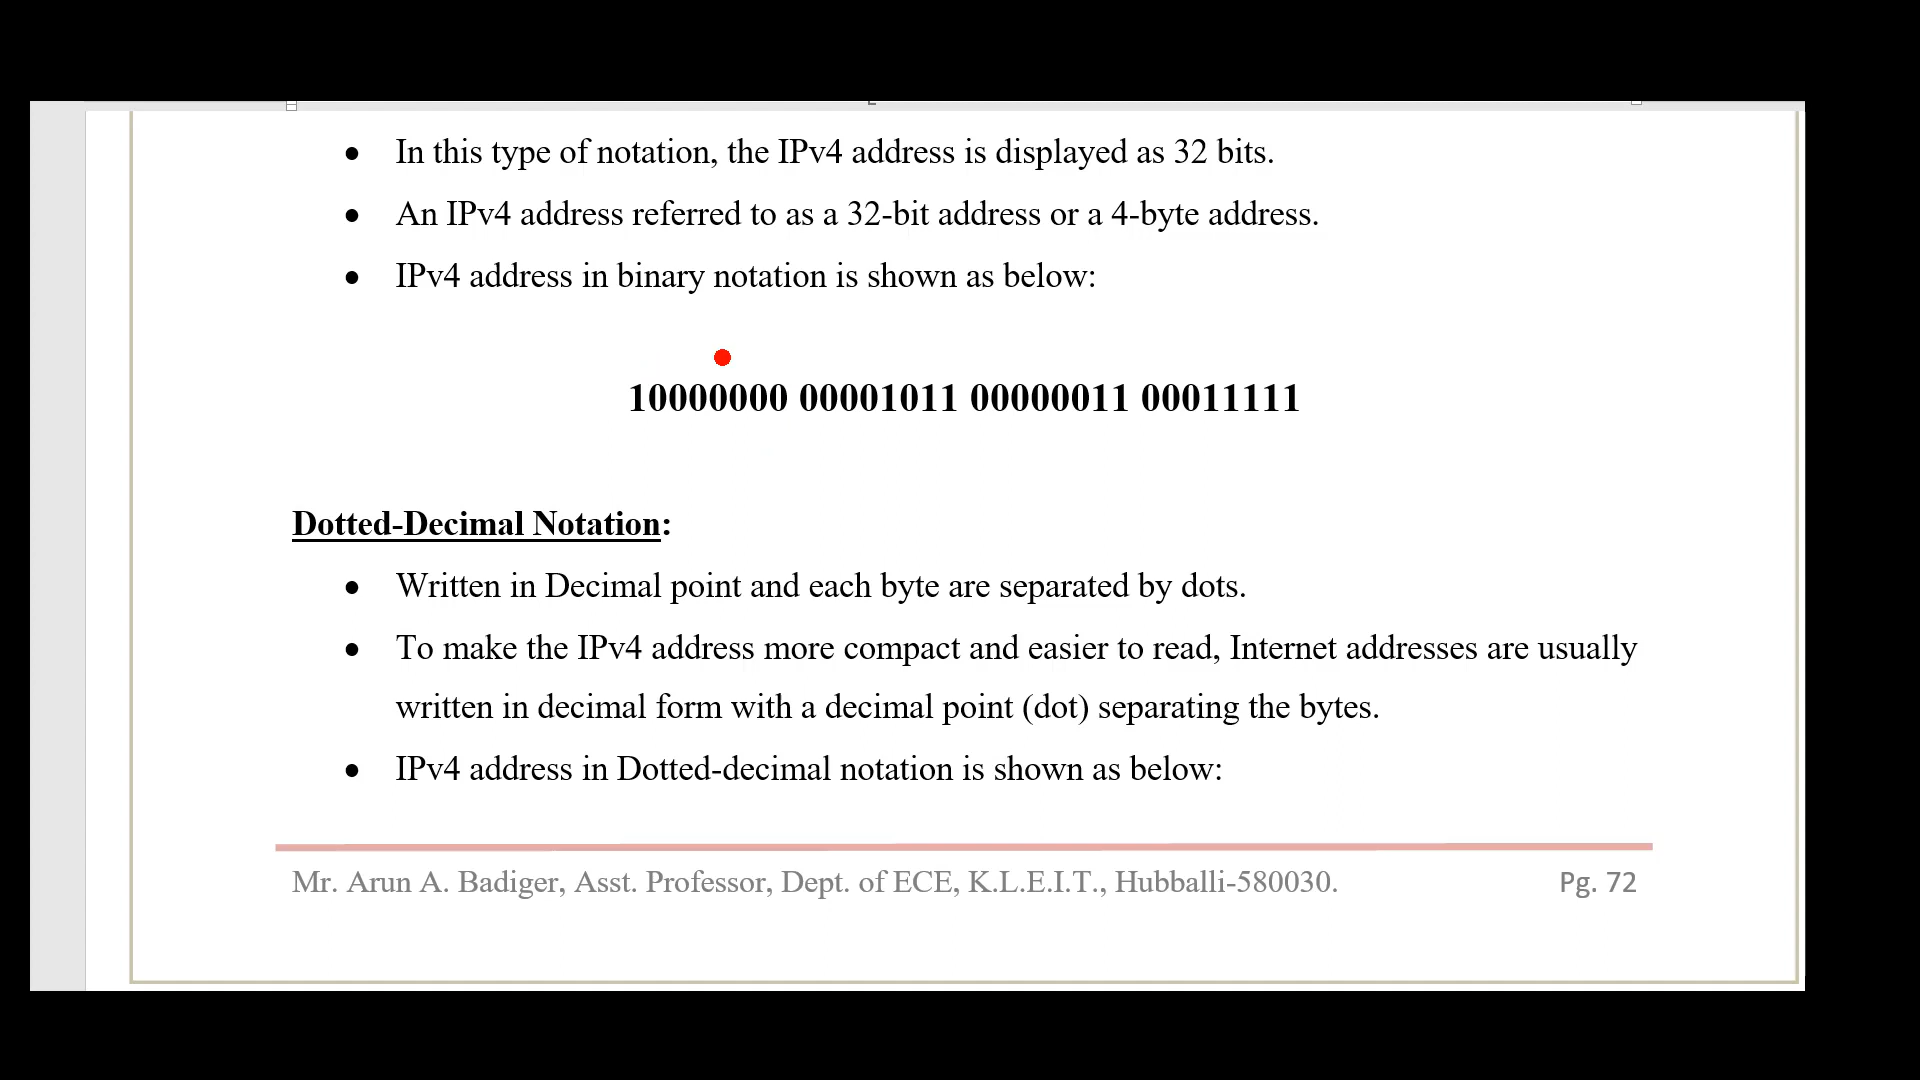 • In this type of notation, the IPv4 address is displayed as 32 bits.
• An IPv4 address referred to as a 32-bit address or a 4-byte address.
• IPv4 address in binary notation is shown as below:
10000000 00001011 00000011 00011111
Dotted-Decimal Notation:
• Written in Decimal point and each byte are separated by dots.
• To make the IPv4 address more compact and easier to read, Internet addresses are usually
written in decimal form with a decimal point (dot) separating the bytes.
• IPv4 address in Dotted-decimal notation is shown as below:
Mr. Arun A. Badiger, Asst. Professor, Dept. of ECE, K.L.E.I.T., Hubballi-580030. Pg. 72